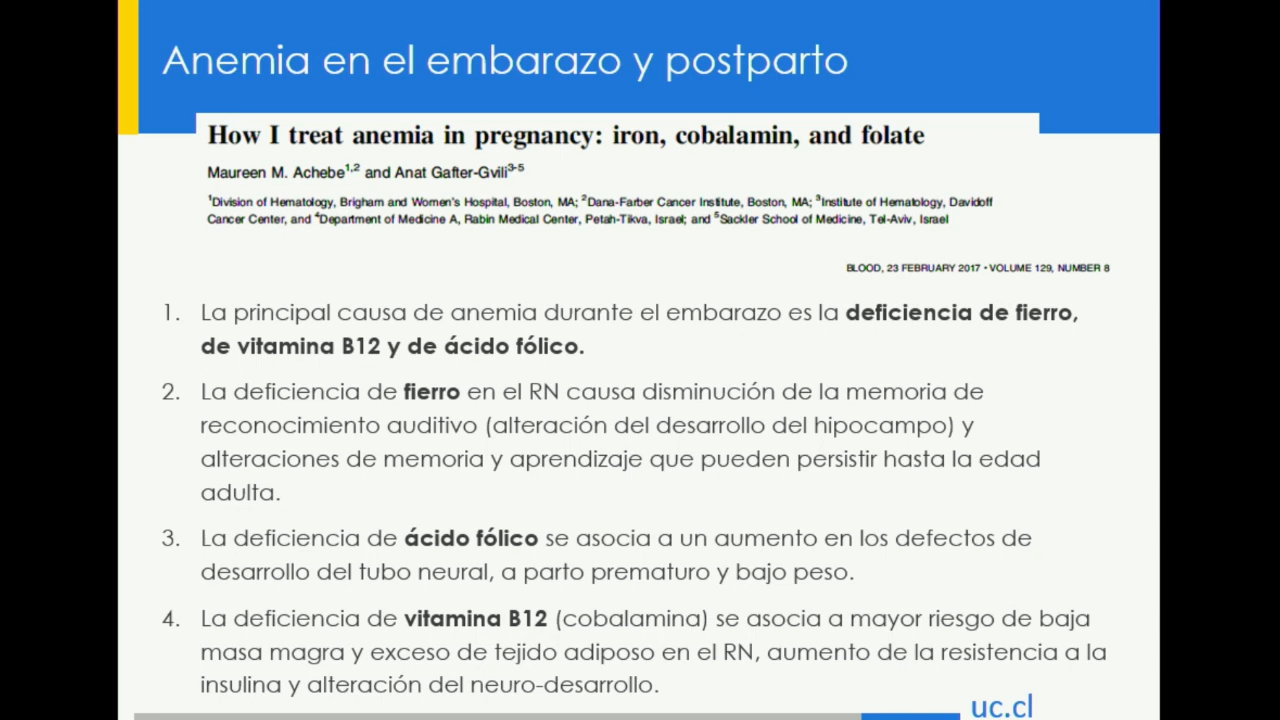 Anemia en el embarazo y postparto
How I treat anemia in pregnancy: iron, cobalamin, and folate
Maureen M. Achebe1,2 and Anat Gafter-Gvili3-5
1Division of Hematology, Brigham and Women's Hospital, Boston, MA; 2Dana-Farber Cancer Institute, Boston, MA; 3Institute of Hematology, Davidoff
Cancer Center, and 4Department of Medicine A, Rabin Medical Center, Petah-Tikva, Israel; and 5Sackler School of Medicine, Tel-Aviv, Israel
BLOOD, 23 FEBRUARY 2017 • VOLUME 129, NUMBER 8
1. La principal causa de anemia durante el embarazo es la deficiencia de fierro,
de vitamina B12 y de ácido fólico.
2. La deficiencia de fierro en el RN causa disminución de la memoria de
reconocimiento auditivo (alteración del desarrollo del hipocampo) y
alteraciones de memoria y aprendizaje que pueden persistir hasta la edad
adulta.
3. La deficiencia de ácido fólico se asocia a un aumento en los defectos de
desarrollo del tubo neural, a parto prematuro y bajo peso.
4. La deficiencia de vitamina B12 (cobalamina) se asocia a mayor riesgo de baja
masa magra y exceso de tejido adiposo en el RN, aumento de la resistencia a la
insulina y alteración del neuro-desarrollo.
uc.cl